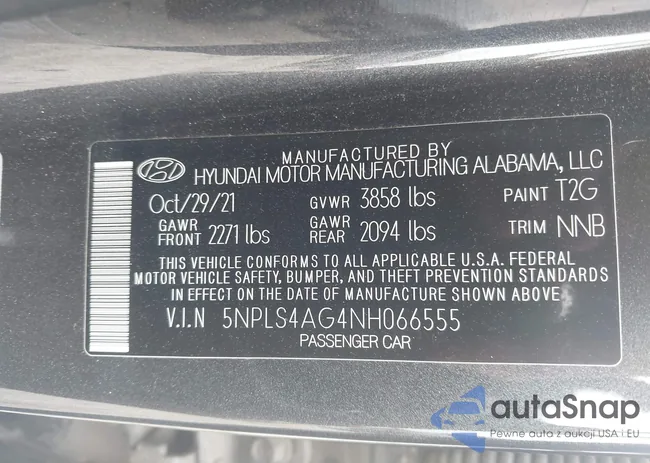 MANUFACTURED BY
HYUNDAI MOTOR MANUFACTURING ALABAMA, LLC
Oct/29/21 GVWR 3858 lbs PAINT T2G
GAWR FRONT 2271 lbs GAWR REAR 2094 lbs TRIM NNB
THIS VEHICLE CONFORMS TO ALL APPLICABLE U.S.A. FEDERAL
MOTOR VEHICLE SAFETY, BUMPER, AND THEFT PREVENTION STANDARDS
IN EFFECT ON THE DATE OF MANUFACTURE SHOWN ABOVE
V.I.N 5NPLS4AG4NH066555
PASSENGER CAR
autaSnap
Pewne auta z aukcji USA i EU